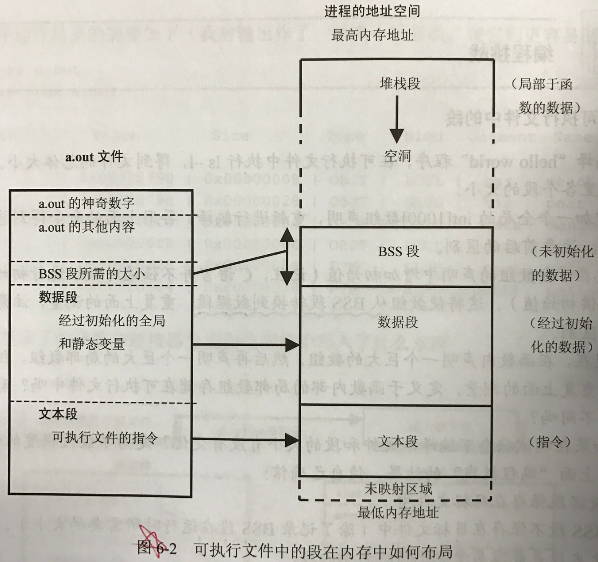 进程的地址空间
最高内存地址
堆栈段
(局部于函
数的数据)
空洞
a.out 文件
a.out 的神奇数字
a.out 的其他内容
BSS 段所需的大小
数据段
经过初始化的全局
和静态变量
文本段
可执行文件的指令
BSS 段
(未初始化
的数据)
数据段
(经过初始
化的数据)
文本段
(指令)
未映射区域
最低内存地址
图 6-2 可执行文件中的段在内存中如何布局